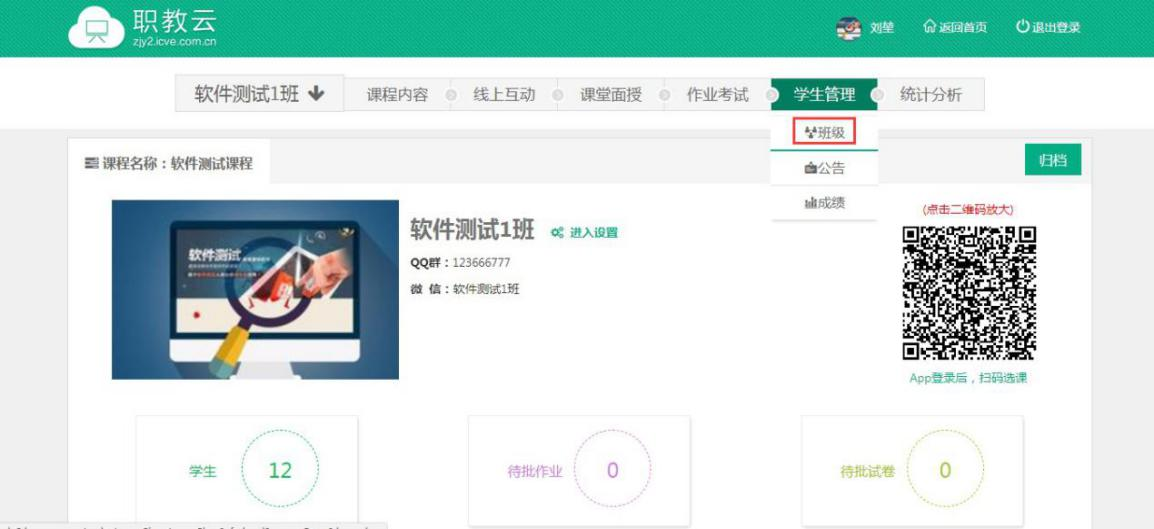 职教云
zjy2.icve.com.cn
刘堃 返回首页 退出登录
软件测试1班 课程内容 线上互动 课堂面授 作业考试 学生管理 统计分析
班级
公告
成绩
课程名称：软件测试课程
归档
软件测试
软件测试1班 进入设置
QQ群：123666777
微 信：软件测试1班
(点击二维码放大)
App登录后，扫码选课
学生 12
待批作业 0
待批试卷 0